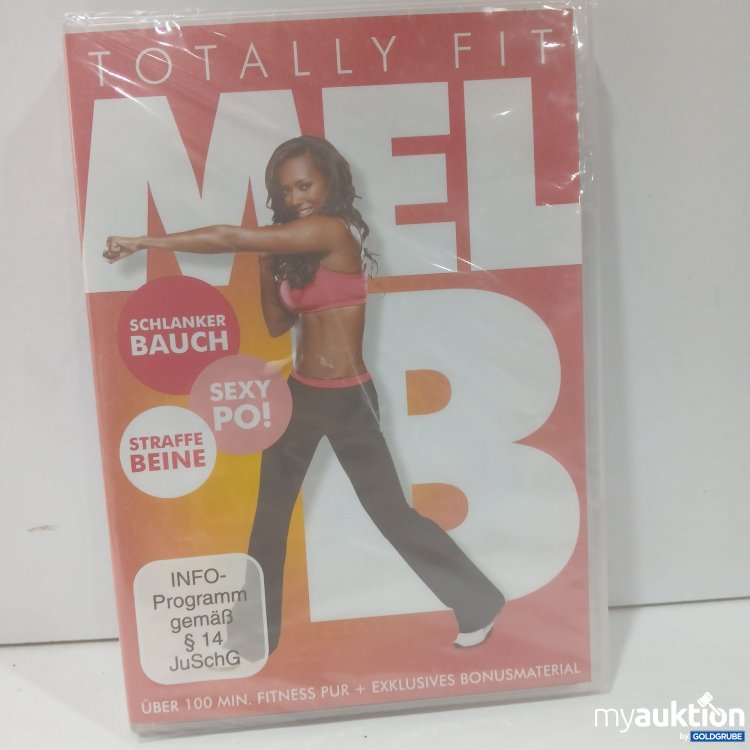 TOTALLY FIT
MEL
B
SCHLANKER
BAUCH
SEXY
PO!
STRAFFE
BEINE
INFO-
Programm
gemäß
§ 14
JuSchG
ÜBER 100 MIN. FITNESS PUR + EXKLUSIVES BONUSMATERIAL
myauktion
by GOLDGRUBE